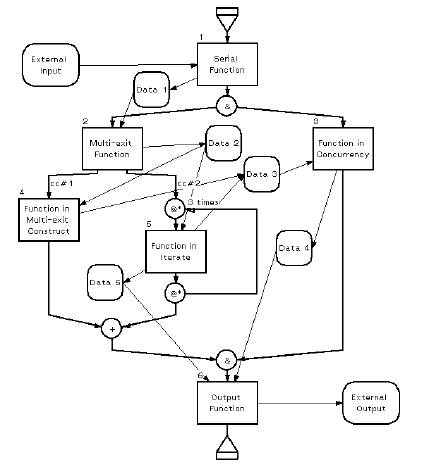 1
External
Input
Serial
Function
Data 1
&
2
3
Multi-exit
Function
Data 2
Function in
Concurrency
Data 3
4
cc#1
cc#2
@*
3 times
Function in
Multi-exit
Construct
5
Function in
Iterate
Data 4
Data 5
@*
+
&
6
Output
Function
External
Output